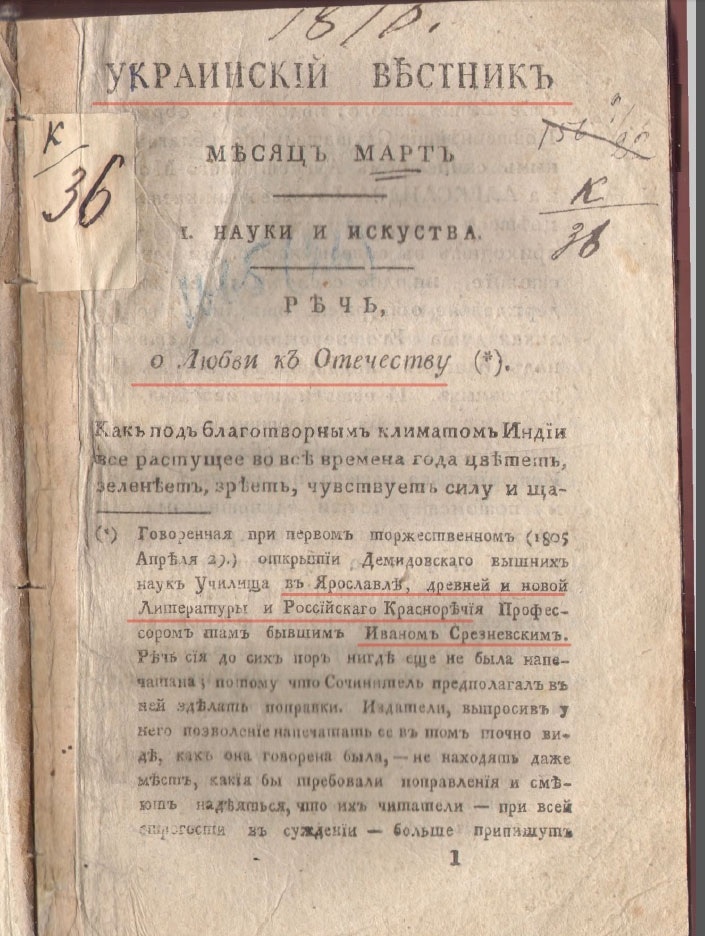 1816.
УКРАИНСКІЙ ВѢСТНИКЪ
К
36
МѢСЯЦЪ МАРТЪ
К
36
I. НАУКИ И ИСКУСТВА.
РѢЧЬ,
о Любви къ Отечеству (*).
Какъ подъ благотворнымъ климатомъ Индіи
все растущее во всѣ времена года цвѣтетъ,
зеленѣетъ, зрѣетъ, чувствуетъ силу и ща-
(*) Говоренная при первомъ торжественномъ (1805
Апрѣля 29.) открытіи Демидовскаго вышнихъ
наукъ Училища въ Ярославлѣ, древней и новой
Литературы и Россійскаго Краснорѣчія Профес-
соромъ тамъ бывшимъ Иваномъ Срезневскимъ.
Рѣчь сія до сихъ поръ нигдѣ еще не была напе-
чатана; потому что Сочинитель предполагалъ въ
ней здѣлать поправки. Издатели, выпросивъ у
него позволеніе напечатать ее въ томъ точно ви-
дѣ, какъ она говорена была, — не находятъ даже
мѣстъ, какія бы требовали поправленія и смѣ-
ютъ надѣяться, что ихъ читатели — при всей
строгости въ сужденіи — больше припишутъ
1